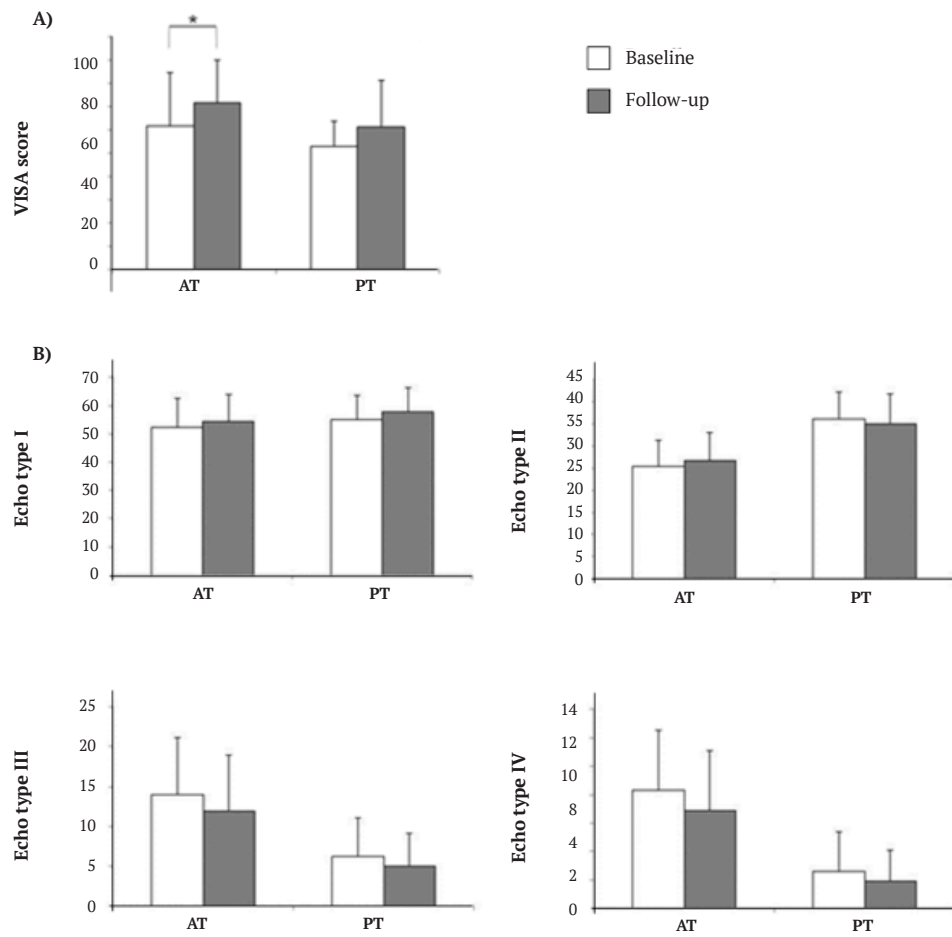 A)
*
Baseline
Follow-up
VISA score
100
80
60
40
20
0
AT
PT
B)
Echo type I
70
60
50
40
30
20
10
0
AT
PT
Echo type II
45
40
35
30
25
20
15
10
5
0
AT
PT
Echo type III
25
20
15
10
5
0
AT
PT
Echo type IV
14
12
10
8
4
2
0
AT
PT